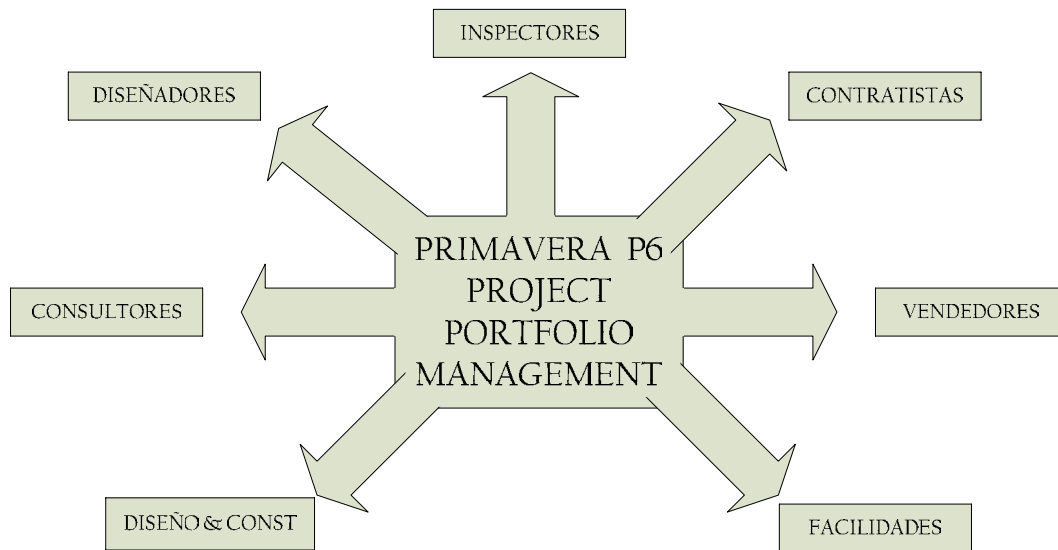 INSPECTORES
DISEÑADORES
CONTRATISTAS
PRIMAVERA P6
PROJECT
PORTFOLIO
MANAGEMENT
CONSULTORES
VENDEDORES
DISEÑO & CONST
FACILIDADES